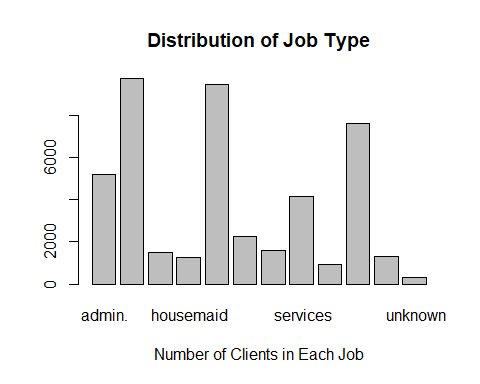 Distribution of Job Type
6000
2000
0
admin. housemaid services unknown
Number of Clients in Each Job